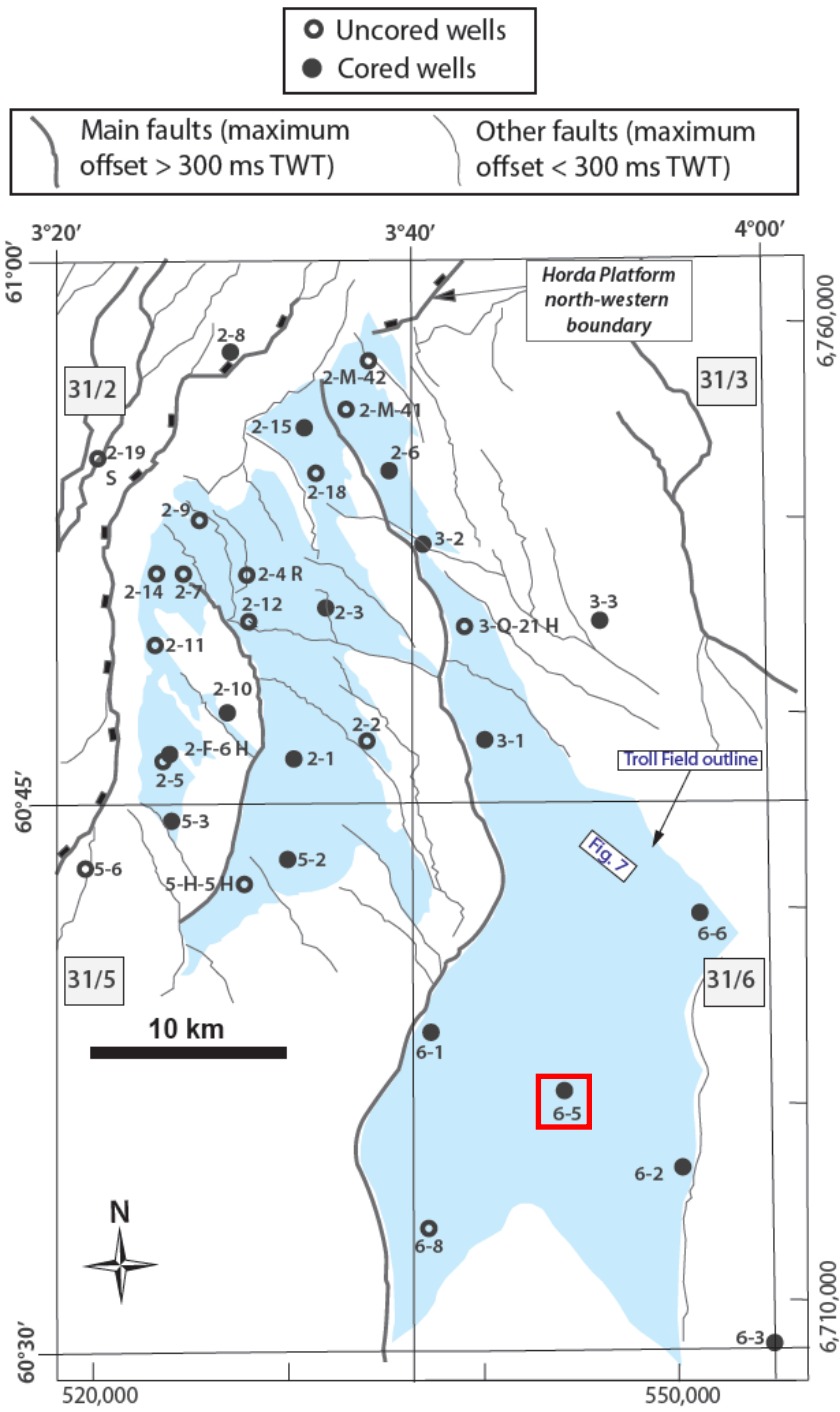 Uncored wells
Cored wells
Main faults (maximum
offset > 300 ms TWT)
Other faults (maximum
offset < 300 ms TWT)
3°20′
3°40′
4°00′
61°00′
Horda Platform
north-western
boundary
6,760,000
2-8
31/2
2-M-42
31/3
2-M-41
2-15
2-19
S
2-6
2-18
2-9
3-2
2-14
2-7
2-4 R
2-12
2-3
3-Q-21 H
3-3
2-11
2-10
2-2
3-1
2-F-6 H
2-5
2-1
Troll Field outline
60°45′
5-3
5-6
5-2
5-H-5 H
Fig. 7
6-6
31/5
31/6
10 km
6-1
6-5
6-2
N
6-8
6,710,000
6-3
60°30′
520,000
550,000